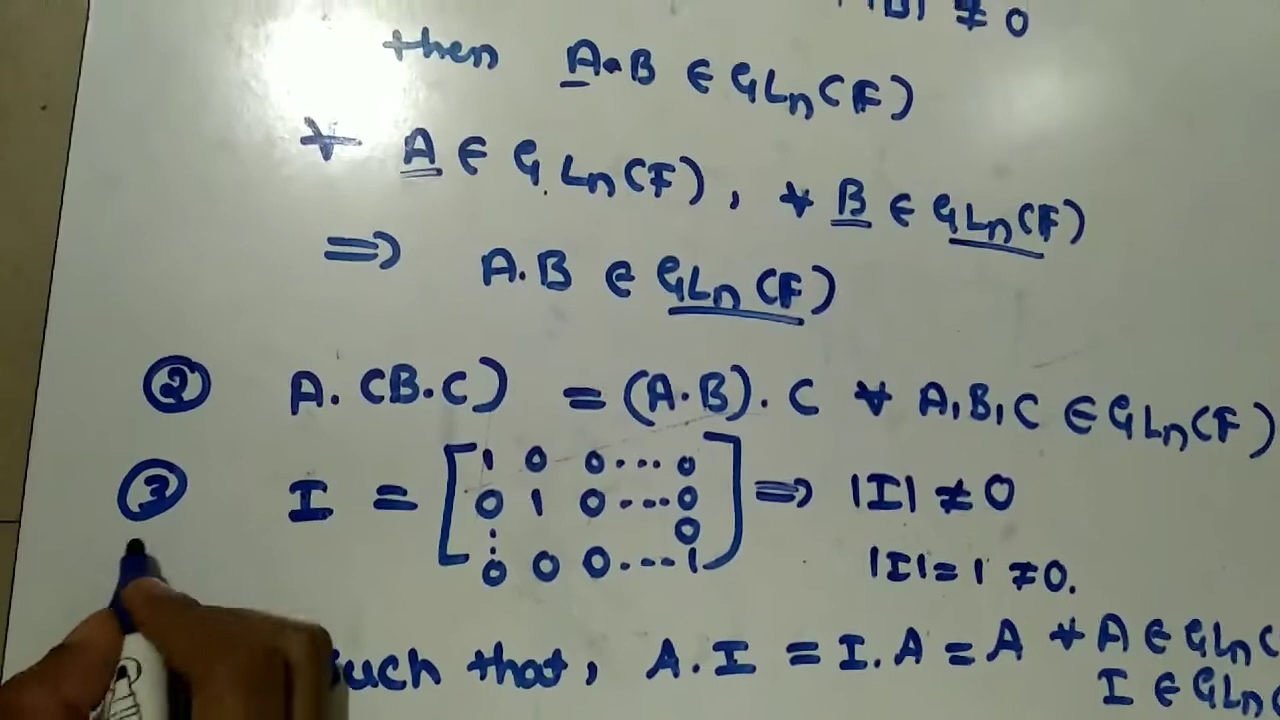 |B| ≠ 0
then A.B ∈ GLn(F)
∀ A ∈ GLn(F), ∀ B ∈ GLn(F)
⇒ A.B ∈ GLn(F)
② A.(B.C) = (A.B).C ∀ A,B,C ∈ GLn(F)
③ I = [1 0 0...0
0 1 0...0
⋮ 0
0 0 0...1] ⇒ |I| ≠ 0
|I| = 1 ≠ 0.
such that, A.I = I.A = A ∀ A ∈ GLn(
I ∈ GLn(